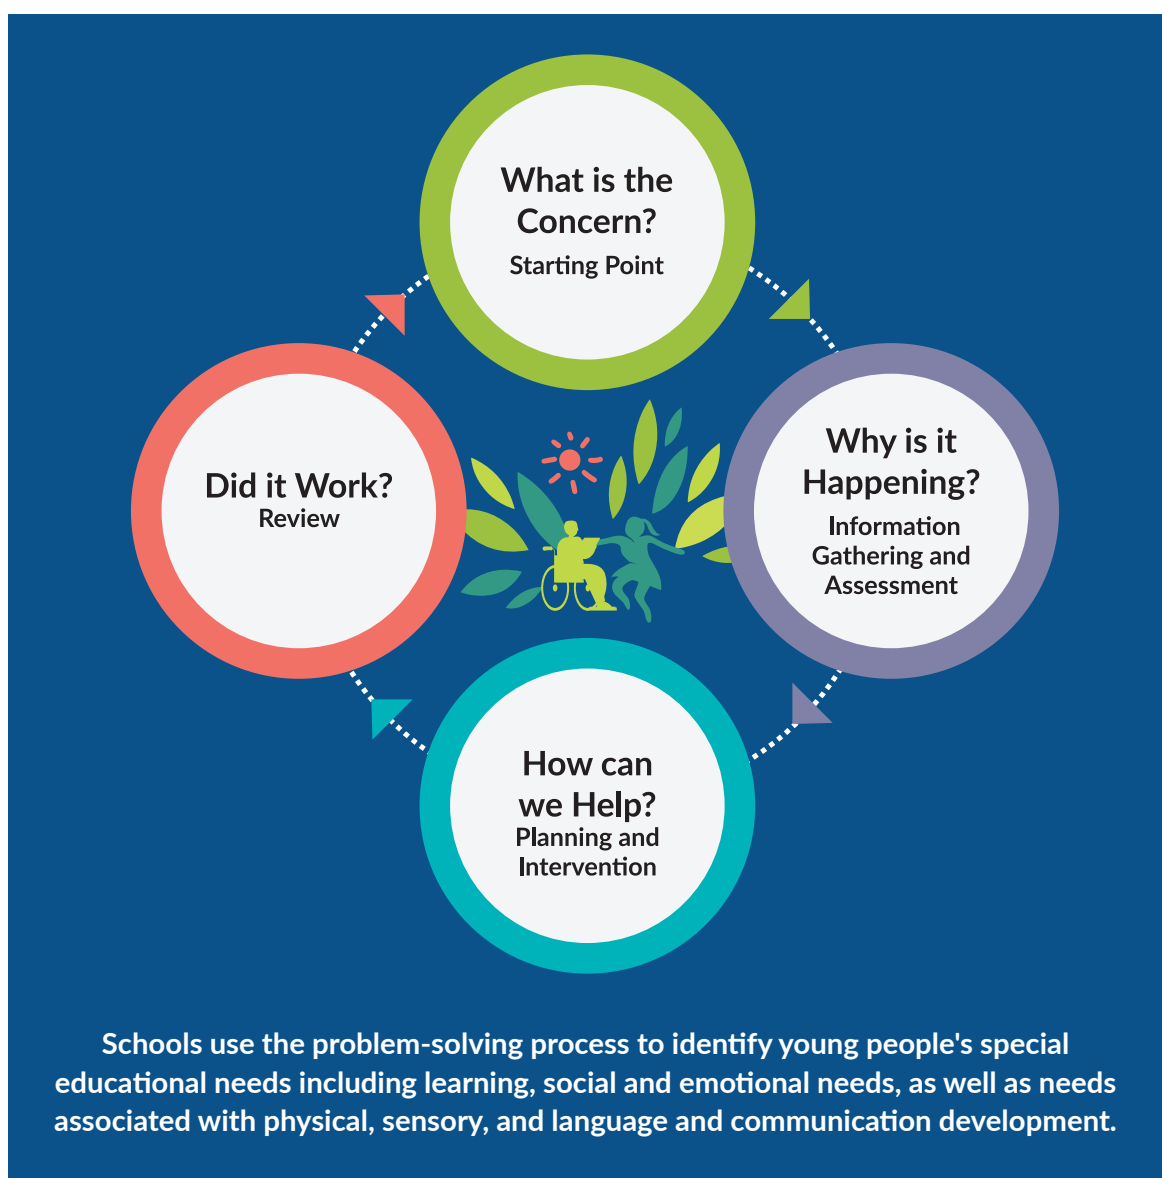 What is the
Concern?
Starting Point
Why is it
Happening?
Information
Gathering and
Assessment
How can
we Help?
Planning and
Intervention
Did it Work?
Review
Schools use the problem-solving process to identify young people's special
educational needs including learning, social and emotional needs, as well as needs
associated with physical, sensory, and language and communication development.